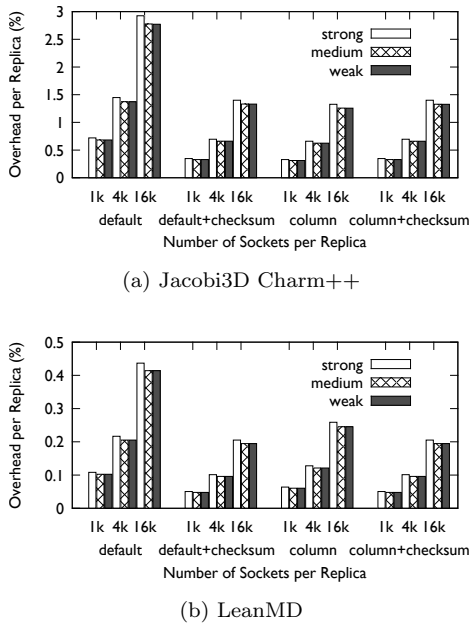 3
2.5
2
1.5
1
0.5
0
Overhead per Replica (%)
strong
medium
weak
1k 4k 16k 1k 4k 16k 1k 4k 16k 1k 4k 16k
default default+checksum column column+checksum
Number of Sockets per Replica
(a) Jacobi3D Charm++
0.5
0.4
0.3
0.2
0.1
0
Overhead per Replica (%)
strong
medium
weak
1k 4k 16k 1k 4k 16k 1k 4k 16k 1k 4k 16k
default default+checksum column column+checksum
Number of Sockets per Replica
(b) LeanMD